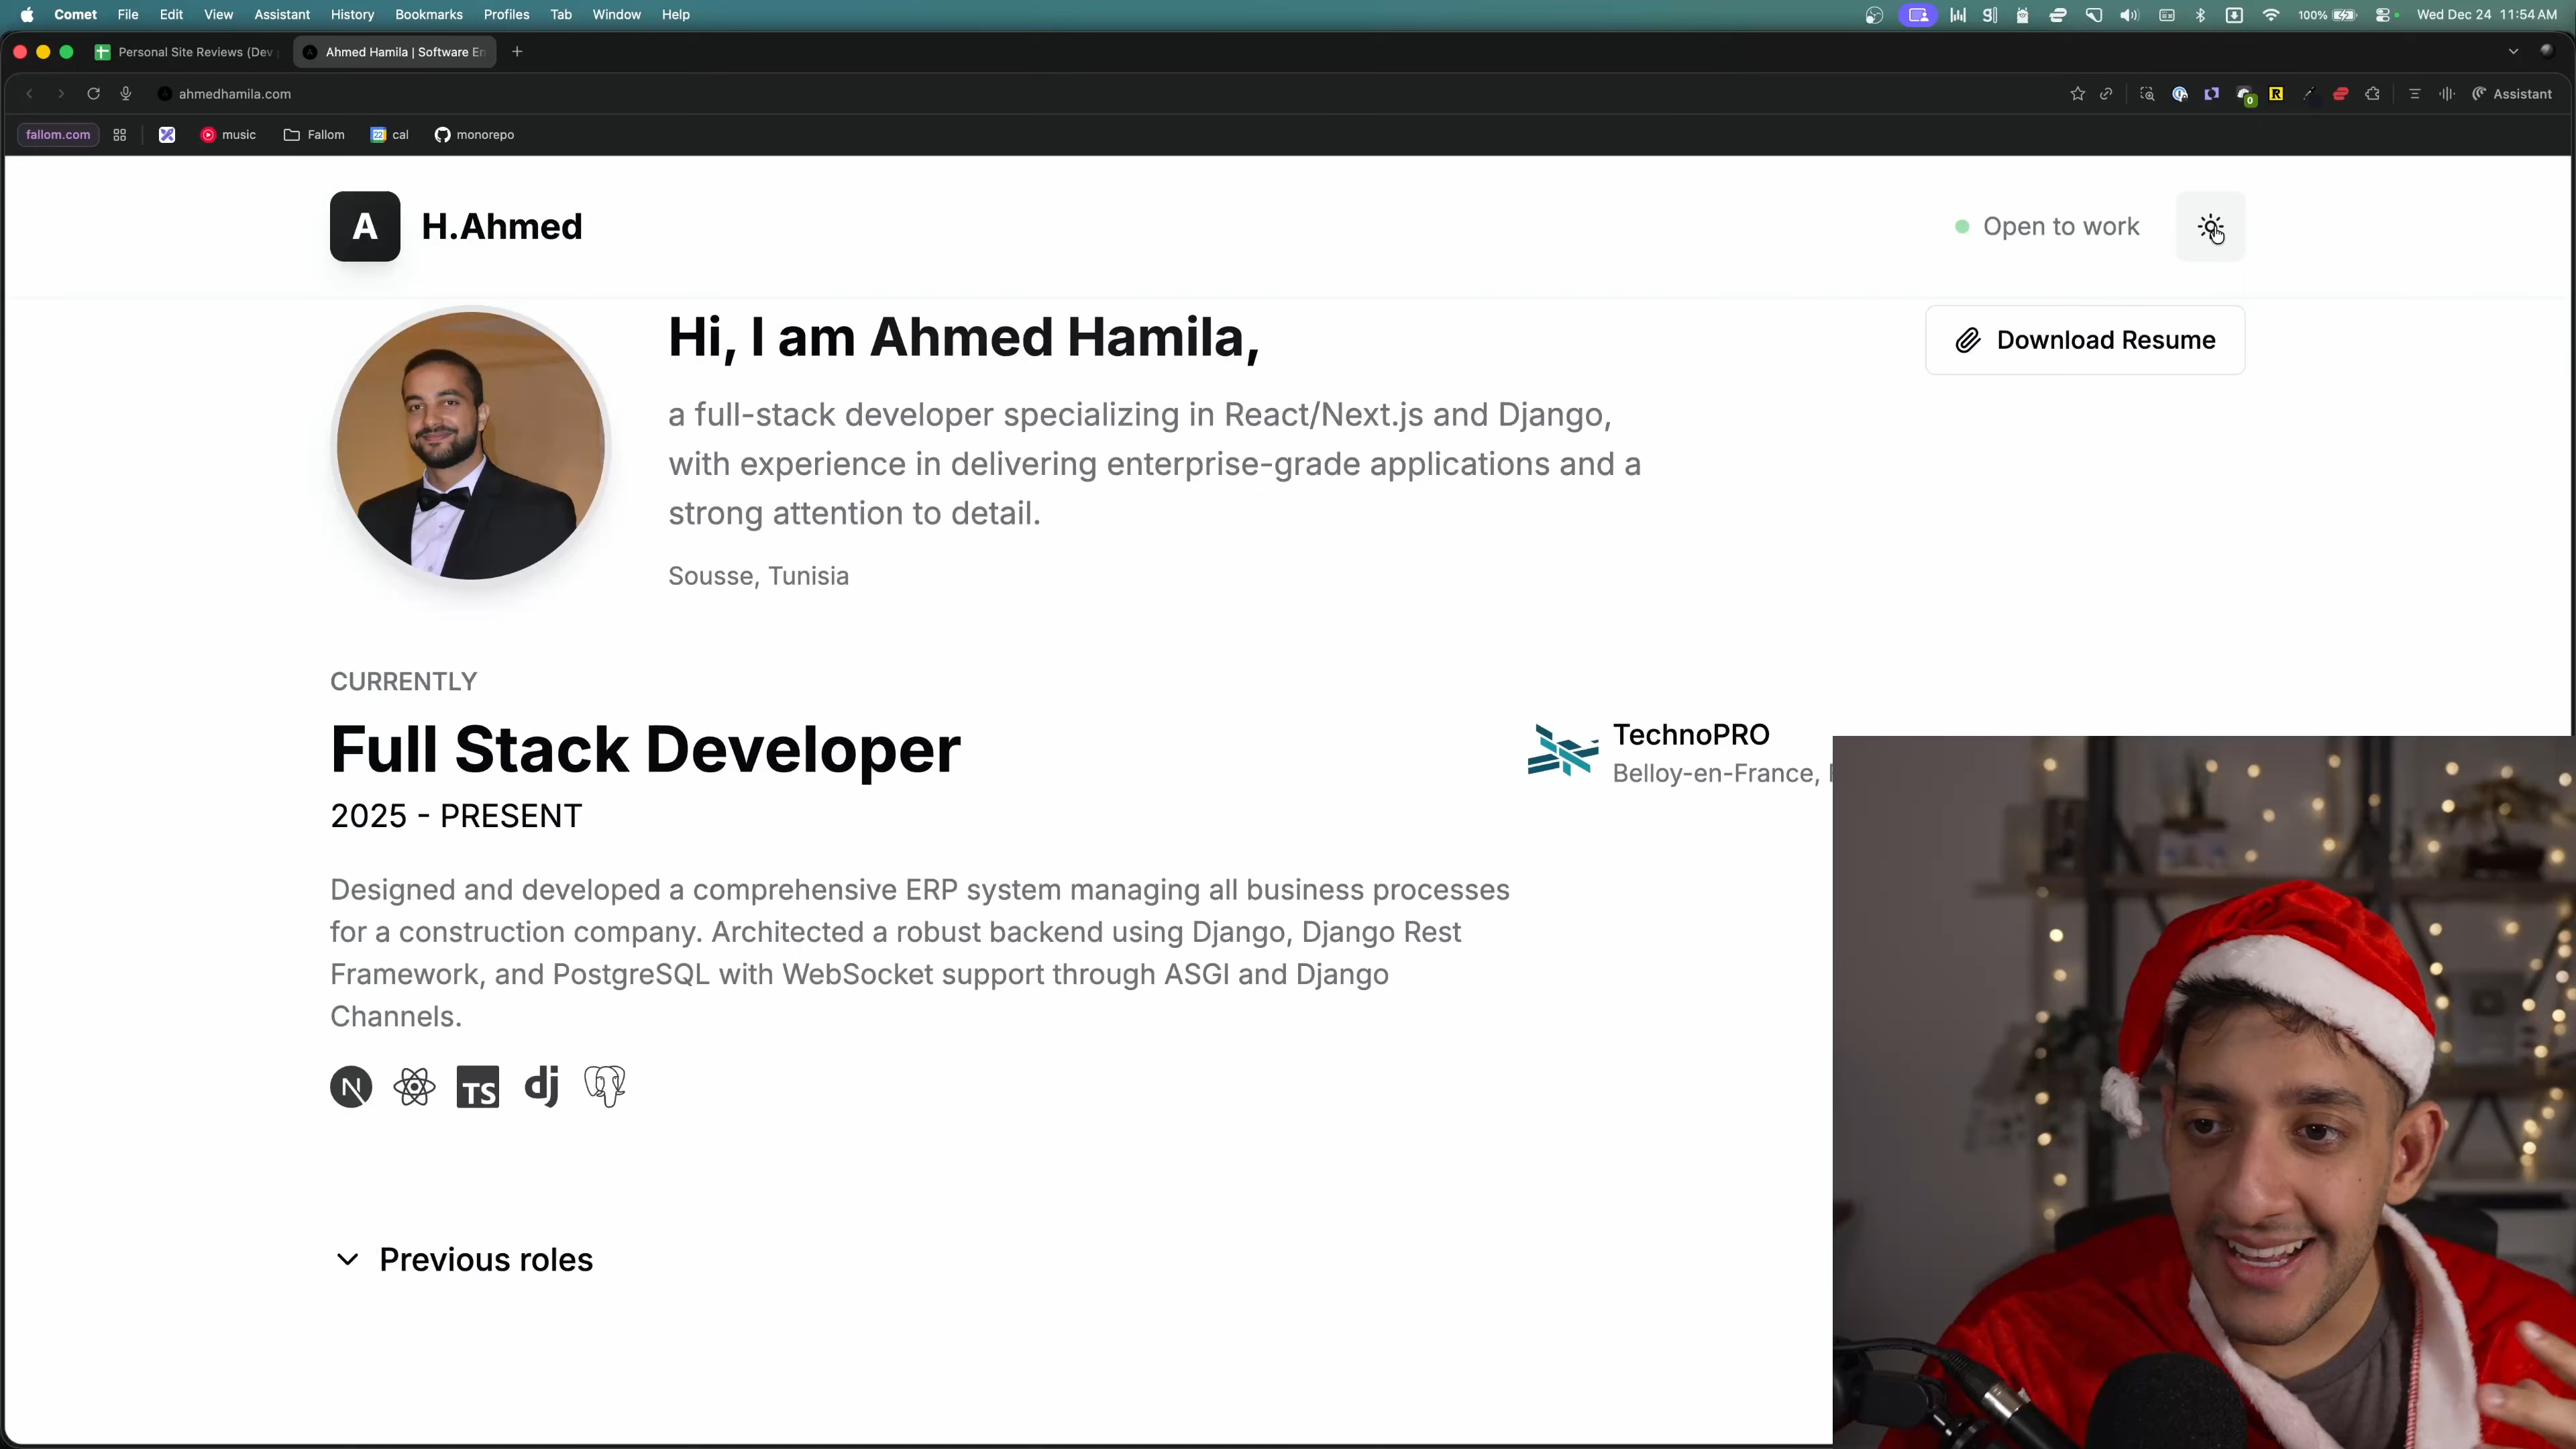 Comet File Edit View Assistant History Bookmarks Profiles Tab Window Help
100% Wed Dec 24 11:54 AM
Personal Site Reviews (Dev
Ahmed Hamila | Software En
ahmedhamila.com
0
R
Assistant
fallom.com
music
Fallom
22 cal
monorepo
A H.Ahmed
Open to work
Hi, I am Ahmed Hamila,
Download Resume
a full-stack developer specializing in React/Next.js and Django,
with experience in delivering enterprise-grade applications and a
strong attention to detail.
Sousse, Tunisia
CURRENTLY
Full Stack Developer
TechnoPRO
Belloy-en-France,
2025 - PRESENT
Designed and developed a comprehensive ERP system managing all business processes
for a construction company. Architected a robust backend using Django, Django Rest
Framework, and PostgreSQL with WebSocket support through ASGI and Django
Channels.
N TS dj
Previous roles